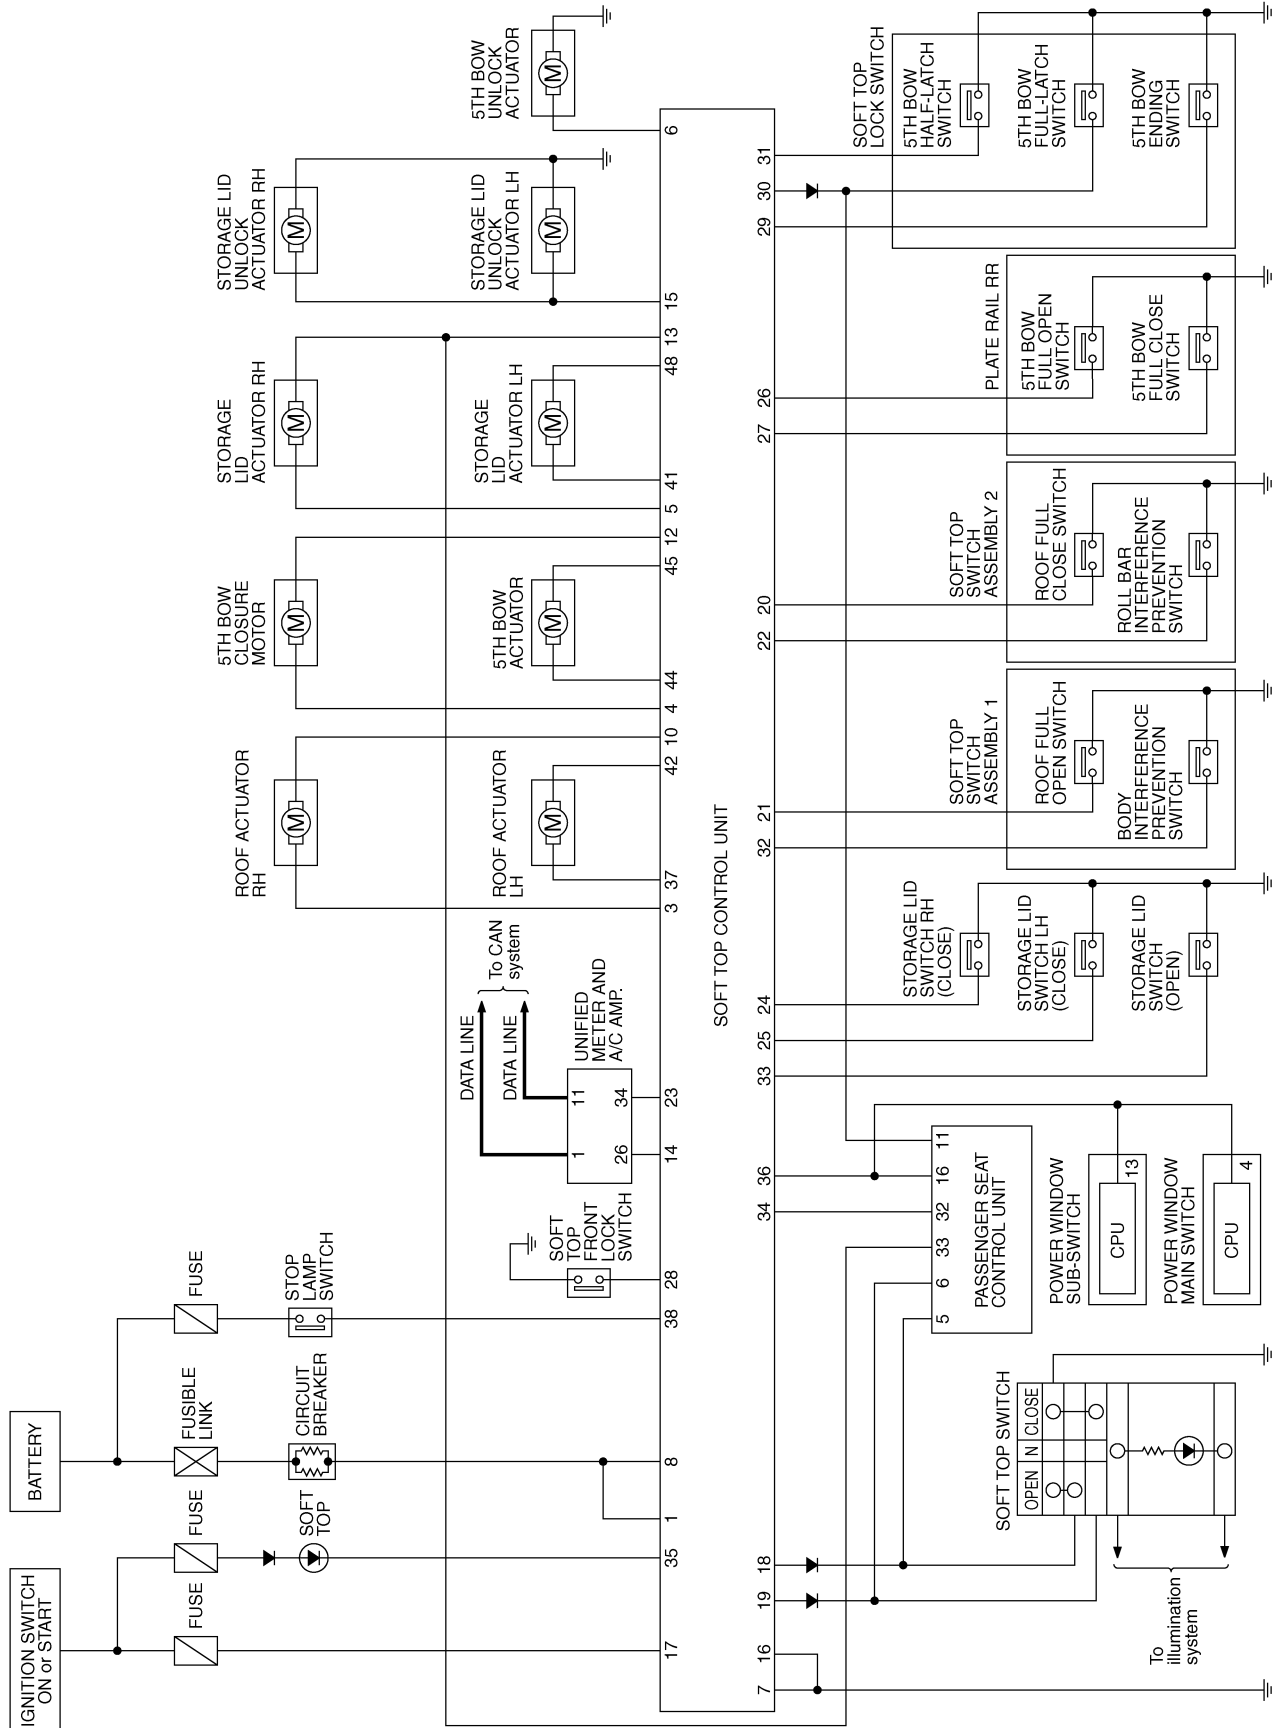 IGNITION SWITCH
ON or START
BATTERY
FUSE
FUSE
FUSIBLE
LINK
FUSE
SOFT
TOP
CIRCUIT
BREAKER
STOP
LAMP
SWITCH
SOFT
TOP
FRONT
LOCK
SWITCH
DATA LINE
DATA LINE
To CAN
system
UNIFIED
METER AND
A/C AMP.
1
11
26
34
ROOF ACTUATOR
RH
ROOF ACTUATOR
LH
5TH BOW
CLOSURE
MOTOR
5TH BOW
ACTUATOR
STORAGE
LID
ACTUATOR RH
STORAGE
LID
ACTUATOR LH
STORAGE LID
UNLOCK
ACTUATOR RH
STORAGE LID
UNLOCK
ACTUATOR LH
5TH BOW
UNLOCK
ACTUATOR
M
M
M
M
M
M
M
M
M
17
35
1
8
38
28
14
23
3
37
42
10
4
44
45
12
5
41
48
13
15
6
SOFT TOP CONTROL UNIT
7
16
19
18
34
36
33
25
24
32
21
22
20
27
26
29
30
31
To
illumination
system
SOFT TOP SWITCH
OPEN
N
CLOSE
5
6
33
32
16
11
PASSENGER SEAT
CONTROL UNIT
POWER WINDOW
SUB-SWITCH
CPU
13
POWER WINDOW
MAIN SWITCH
CPU
4
STORAGE LID
SWITCH RH
(CLOSE)
STORAGE LID
SWITCH LH
(CLOSE)
STORAGE LID
SWITCH
(OPEN)
SOFT TOP
SWITCH
ASSEMBLY 1
ROOF FULL
OPEN SWITCH
BODY
INTERFERENCE
PREVENTION
SWITCH
SOFT TOP
SWITCH
ASSEMBLY 2
ROOF FULL
CLOSE SWITCH
ROLL BAR
INTERFERENCE
PREVENTION
SWITCH
PLATE RAIL RR
5TH BOW
FULL OPEN
SWITCH
5TH BOW
FULL CLOSE
SWITCH
SOFT TOP
LOCK SWITCH
5TH BOW
HALF-LATCH
SWITCH
5TH BOW
FULL-LATCH
SWITCH
5TH BOW
ENDING
SWITCH